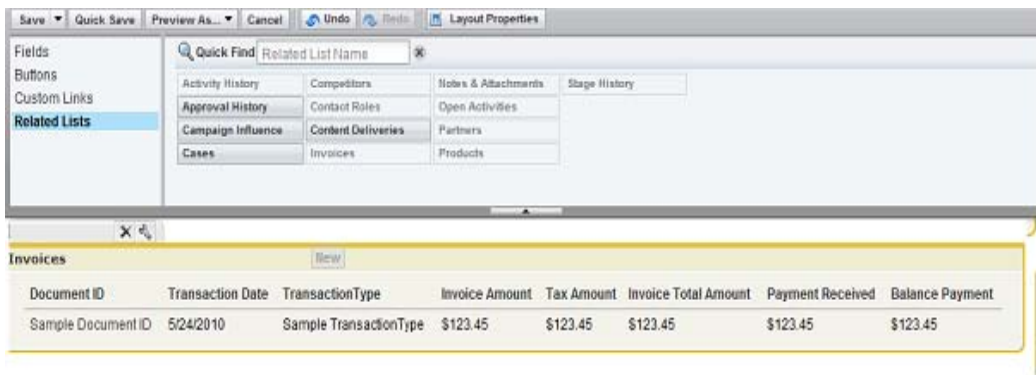 Save Quick Save Preview As... Cancel Undo Redo Layout Properties
Fields
Buttons
Custom Links
Related Lists
Quick Find Related List Name
Activity History Competitors Notes & Attachments Stage History
Approval History Contact Roles Open Activities
Campaign Influence Content Deliveries Partners
Cases Invoices Products
Invoices New
Document ID Transaction Date TransactionType Invoice Amount Tax Amount Invoice Total Amount Payment Received Balance Payment
Sample Document ID 5/24/2010 Sample TransactionType $123.45 $123.45 $123.45 $123.45 $123.45